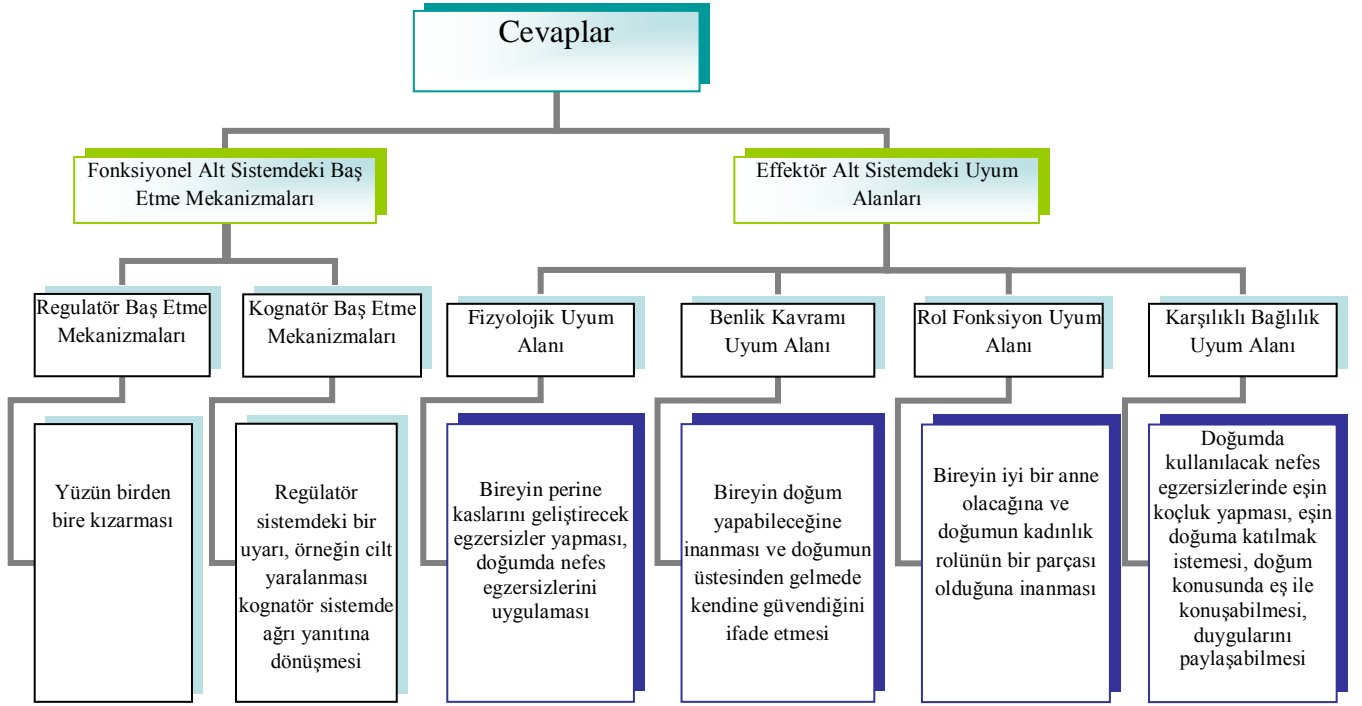 Cevaplar
Fonksiyonel Alt Sistemdeki Baş
Etme Mekanizmaları
Effektör Alt Sistemdeki Uyum
Alanları
Regulatör Baş Etme
Mekanizmaları
Kognatör Baş Etme
Mekanizmaları
Fizyolojik Uyum
Alanı
Benlik Kavramı
Uyum Alanı
Rol Fonksiyon Uyum
Alanı
Karşılıklı Bağlılık
Uyum Alanı
Yüzün birden
bire kızarması
Regülatör
sistemdeki bir
uyarı, örneğin cilt
yaralanması
kognatör sistemde
ağrı yanıtına
dönüşmesi
Bireyin perine
kaslarını geliştirecek
egzersizler yapması,
doğumda nefes
egzersizlerini
uygulaması
Bireyin doğum
yapabileceğine
inanması ve doğumun
üstesinden gelmede
kendine güvendiğini
ifade etmesi
Bireyin iyi bir anne
olacağına ve
doğumun kadınlık
rolünün bir parçası
olduğuna inanması
Doğumda
kullanılacak nefes
egzersizlerinde eşin
koçluk yapması, eşin
doğuma katılmak
istemesi, doğum
konusunda eş ile
konuşabilmesi,
duygularını
paylaşabilmesi